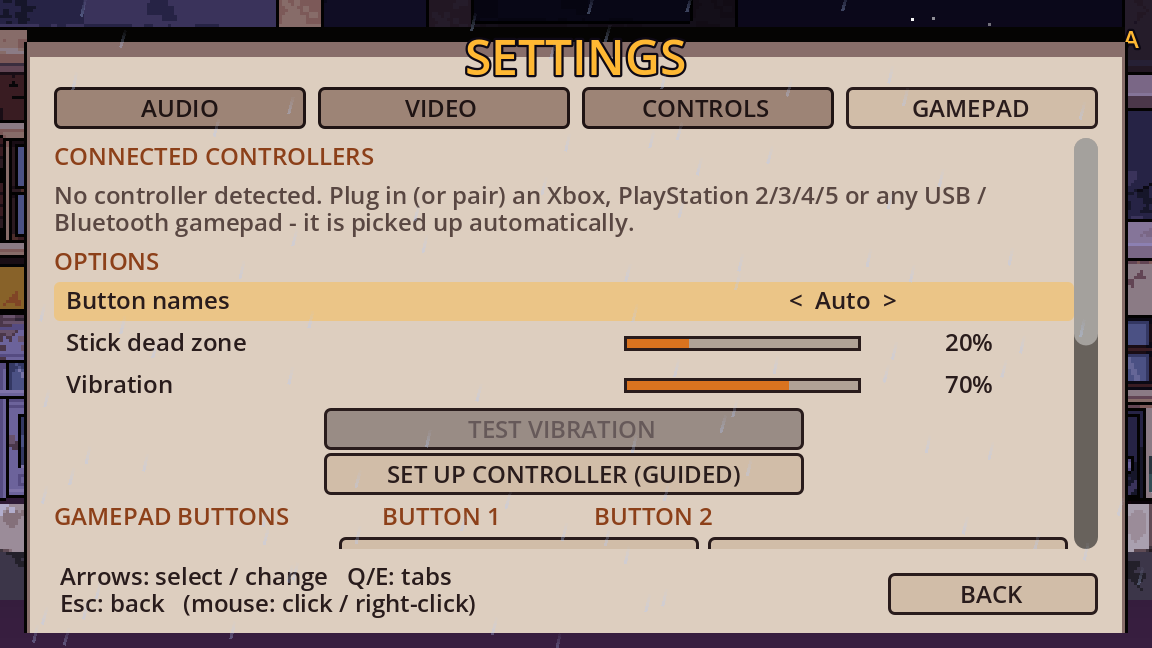 SETTINGS
A
AUDIO VIDEO CONTROLS GAMEPAD
CONNECTED CONTROLLERS
No controller detected. Plug in (or pair) an Xbox, PlayStation 2/3/4/5 or any USB /
Bluetooth gamepad - it is picked up automatically.
OPTIONS
Button names < Auto >
Stick dead zone 20%
Vibration 70%
TEST VIBRATION
SET UP CONTROLLER (GUIDED)
GAMEPAD BUTTONS BUTTON 1 BUTTON 2
Arrows: select / change Q/E: tabs
Esc: back (mouse: click / right-click)
BACK